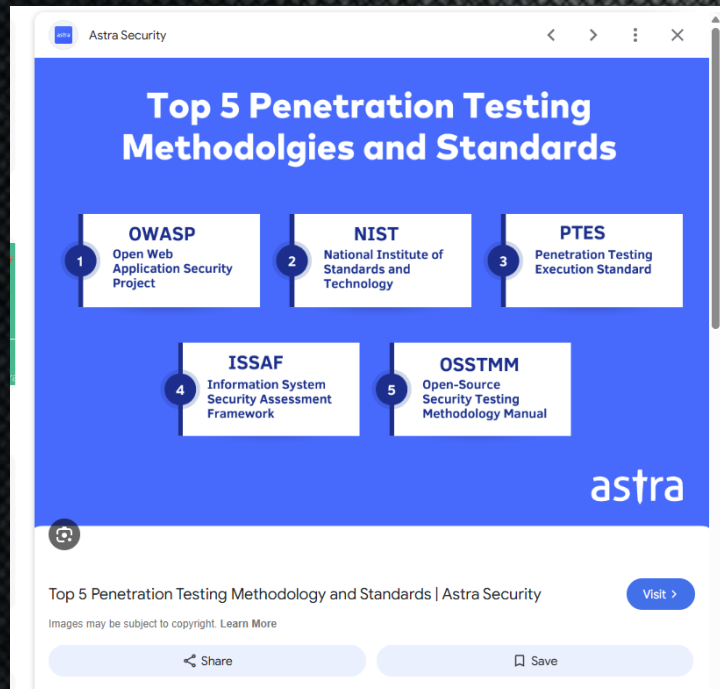 astra
Astra Security
Top 5 Penetration Testing
Methodolgies and Standards
1
OWASP
Open Web
Application Security
Project
2
NIST
National Institute of
Standards and
Technology
3
PTES
Penetration Testing
Execution Standard
4
ISSAF
Information System
Security Assessment
Framework
5
OSSTMM
Open-Source
Security Testing
Methodology Manual
astra
Top 5 Penetration Testing Methodology and Standards | Astra Security
Visit >
Images may be subject to copyright. Learn More
Share
Save